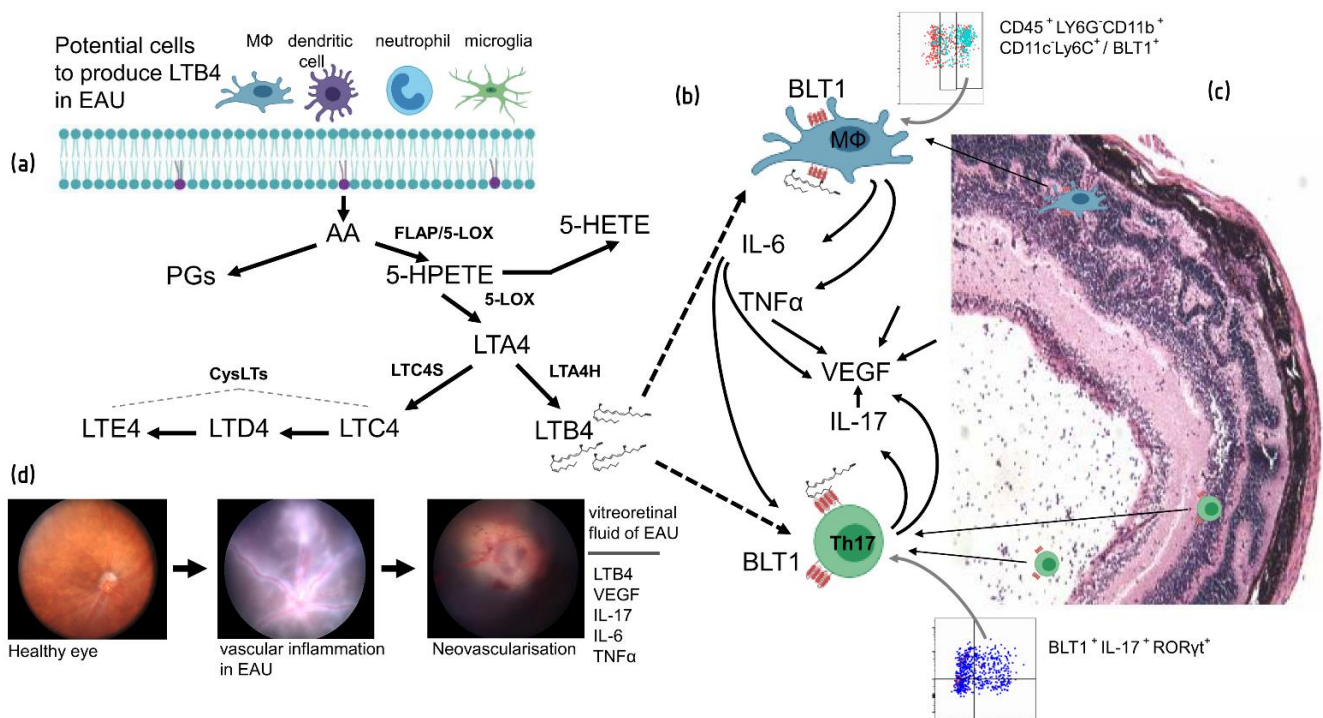 Potential cells
to produce LTB4
in EAU
MΦ
dendritic
cell
neutrophil
microglia
(a)
AA
FLAP/5-LOX
5-HETE
PGs
5-HPETE
5-LOX
LTA4
LTC4S
LTA4H
CysLTs
LTE4
LTD4
LTC4
LTB4
(b)
BLT1
MΦ
IL-6
TNFα
VEGF
IL-17
BLT1
Th17
CD45⁺ LY6G⁻CD11b⁺
CD11c⁻Ly6C⁺ / BLT1⁺
(c)
BLT1⁺ IL-17⁺ RORγt⁺
(d)
Healthy eye
vascular inflammation
in EAU
Neovascularisation
vitreoretinal
fluid of EAU
LTB4
VEGF
IL-17
IL-6
TNFα